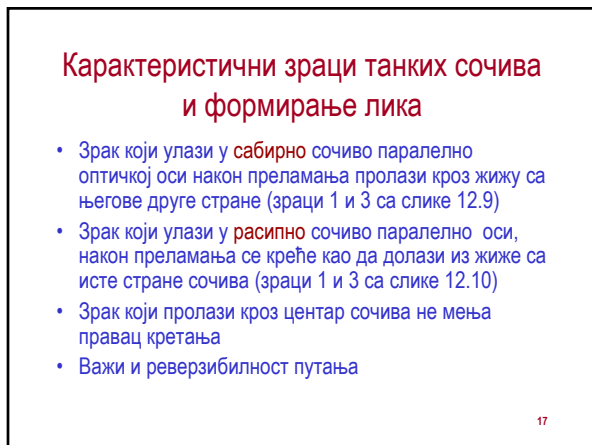 Карактеристични зраци танких сочива
и формирање лика
• Зрак који улази у сабирно сочиво паралелно
оптичкој оси након преламања пролази кроз жижу са
његове друге стране (зраци 1 и 3 са слике 12.9)
• Зрак који улази у расипно сочиво паралелно оси,
након преламања се креће као да долази из жиже са
исте стране сочива (зраци 1 и 3 са слике 12.10)
• Зрак који пролази кроз центар сочива не мења
правац кретања
• Важи и реверзибилност путања
17